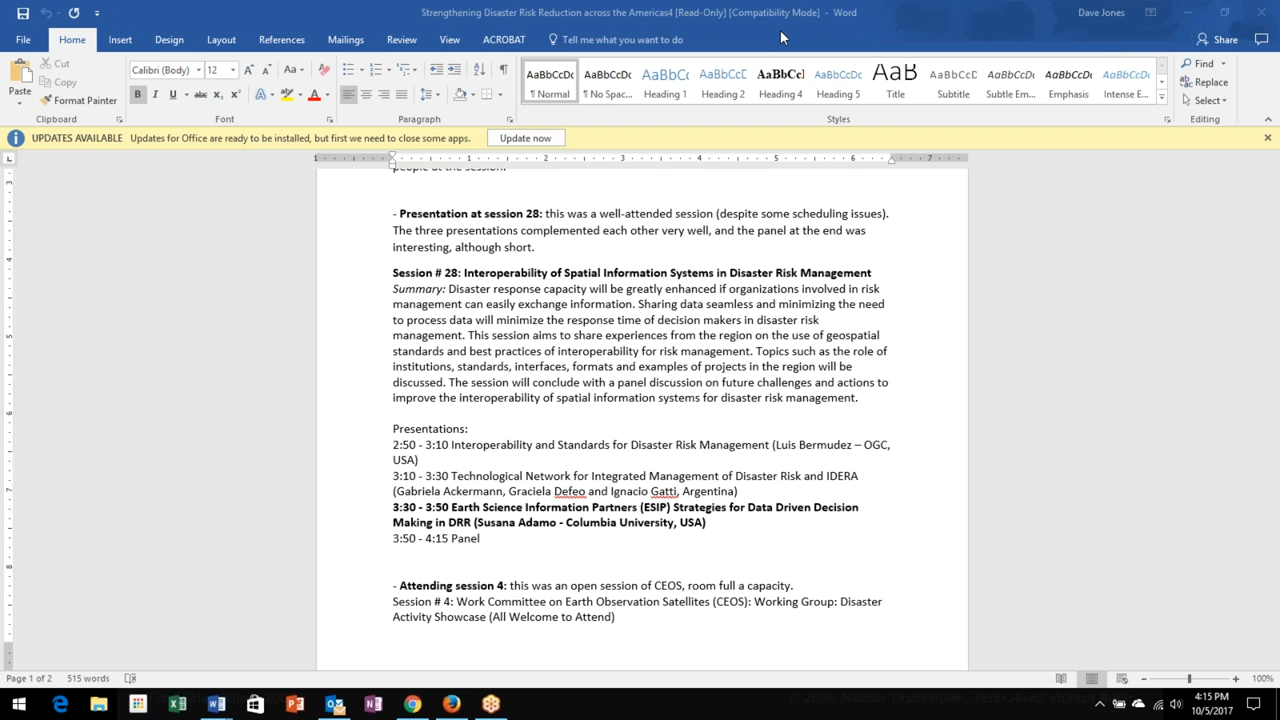 Strengthening Disaster Risk Reduction across the Americas4 [Read-Only] [Compatibility Mode] - Word
Dave Jones
File Home Insert Design Layout References Mailings Review View ACROBAT Tell me what you want to do Share
Paste
Cut
Copy
Format Painter
Clipboard
Calibri (Body) 12
Font
Paragraph
AaBbCcDc AaBbCcDc AaBbCc AaBbCcD AaBbCcI AaBbCcDc AaB AaBbCcD AaBbCcDc AaBbCcDc AaBbCcDc
¶ Normal ¶ No Spac... Heading 1 Heading 2 Heading 4 Heading 5 Title Subtitle Subtle Em... Emphasis Intense E...
Styles
Find
Replace
Select
Editing
UPDATES AVAILABLE Updates for Office are ready to be installed, but first we need to close some apps. Update now
1 1 2 3 4 5 6 7
people at the session.
- Presentation at session 28: this was a well-attended session (despite some scheduling issues).
The three presentations complemented each other very well, and the panel at the end was
interesting, although short.
Session # 28: Interoperability of Spatial Information Systems in Disaster Risk Management
Summary: Disaster response capacity will be greatly enhanced if organizations involved in risk
management can easily exchange information. Sharing data seamless and minimizing the need
to process data will minimize the response time of decision makers in disaster risk
management. This session aims to share experiences from the region on the use of geospatial
standards and best practices of interoperability for risk management. Topics such as the role of
institutions, standards, interfaces, formats and examples of projects in the region will be
discussed. The session will conclude with a panel discussion on future challenges and actions to
improve the interoperability of spatial information systems for disaster risk management.
Presentations:
2:50 - 3:10 Interoperability and Standards for Disaster Risk Management (Luis Bermudez – OGC,
USA)
3:10 - 3:30 Technological Network for Integrated Management of Disaster Risk and IDERA
(Gabriela Ackermann, Graciela Defeo and Ignacio Gatti, Argentina)
3:30 - 3:50 Earth Science Information Partners (ESIP) Strategies for Data Driven Decision
Making in DRR (Susana Adamo - Columbia University, USA)
3:50 - 4:15 Panel
- Attending session 4: this was an open session of CEOS, room full a capacity.
Session # 4: Work Committee on Earth Observation Satellites (CEOS): Working Group: Disaster
Activity Showcase (All Welcome to Attend)
Page 1 of 2 515 words 100%
4:15 PM
10/5/2017